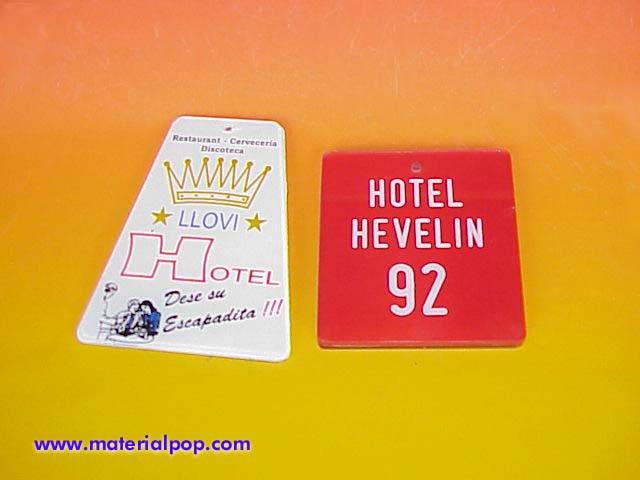 Restaurant - Cervecería
Discoteca
LLOVI
HOTEL
Dese su
Escapadita !!!
HOTEL
HEVELIN
92
www.materialpop.com